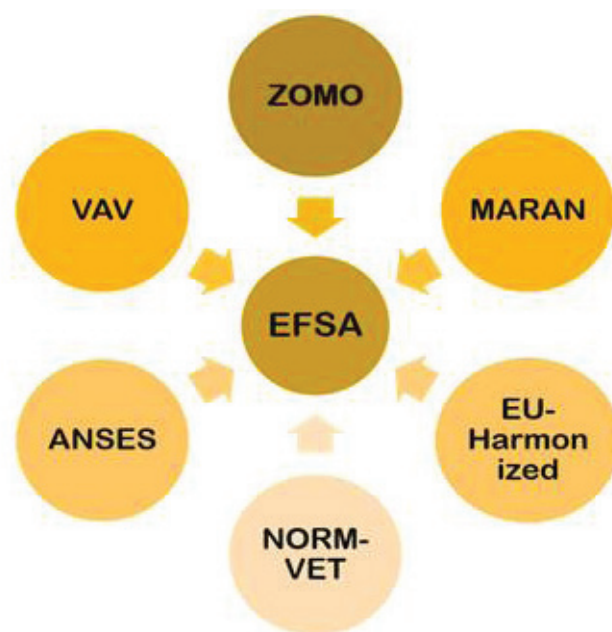 ZOMO
VAV
MARAN
EFSA
ANSES
EU-
Harmon
ized
NORM-
VET